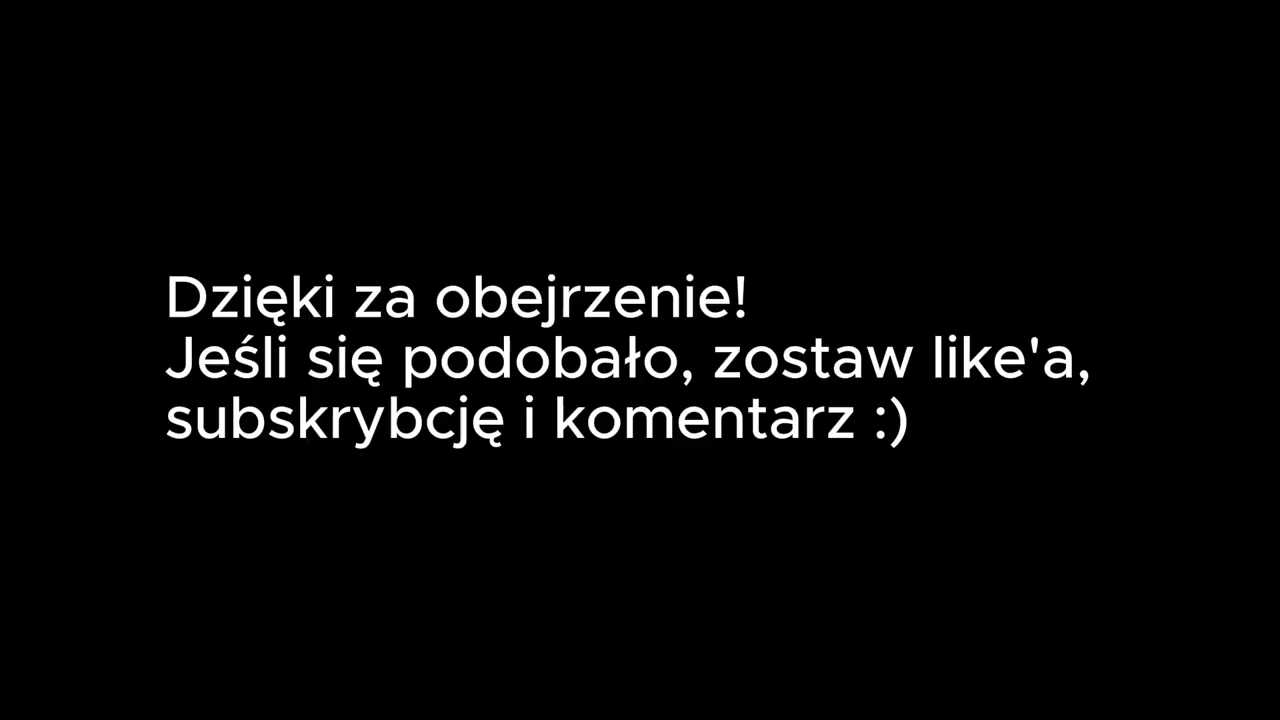 Dzięki za obejrzenie!
Jeśli się podobało, zostaw like'a,
subskrybcję i komentarz :)